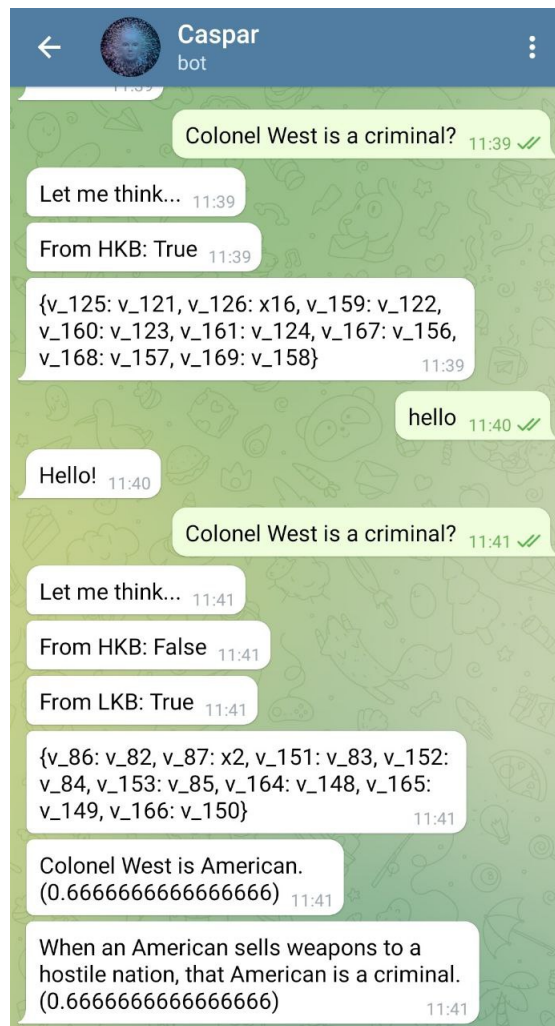 Caspar
bot
11:39
Colonel West is a criminal? 11:39
Let me think... 11:39
From HKB: True 11:39
{v_125: v_121, v_126: x16, v_159: v_122,
v_160: v_123, v_161: v_124, v_167: v_156,
v_168: v_157, v_169: v_158}
11:39
hello 11:40
Hello! 11:40
Colonel West is a criminal? 11:41
Let me think... 11:41
From HKB: False 11:41
From LKB: True 11:41
{v_86: v_82, v_87: x2, v_151: v_83, v_152:
v_84, v_153: v_85, v_164: v_148, v_165:
v_149, v_166: v_150}
11:41
Colonel West is American.
(0.6666666666666666) 11:41
When an American sells weapons to a
hostile nation, that American is a criminal.
(0.6666666666666666)
11:41